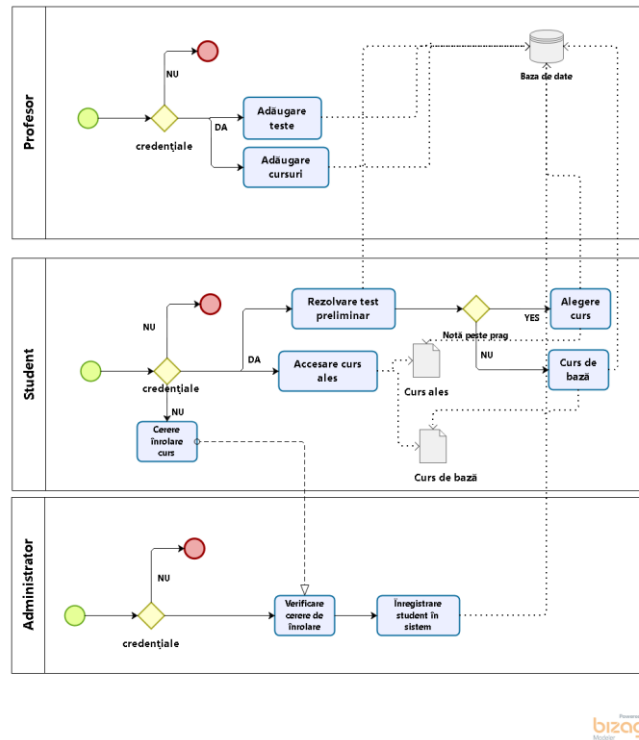 Profesor
NU
Baza de date
Adăugare
teste
DA
credențiale
Adăugare
cursuri
Student
NU
Rezolvare test
preliminar
YES
Alegere
curs
Notă peste prag
NU
DA
credențiale
Accesare curs
ales
Curs de
bază
Curs ales
NU
Cerere
înrolare
curs
Curs de bază
Administrator
NU
credențiale
Verificare
cerere de
înrolare
Înregistrare
student în
sistem
Powered
bizag
Modeler